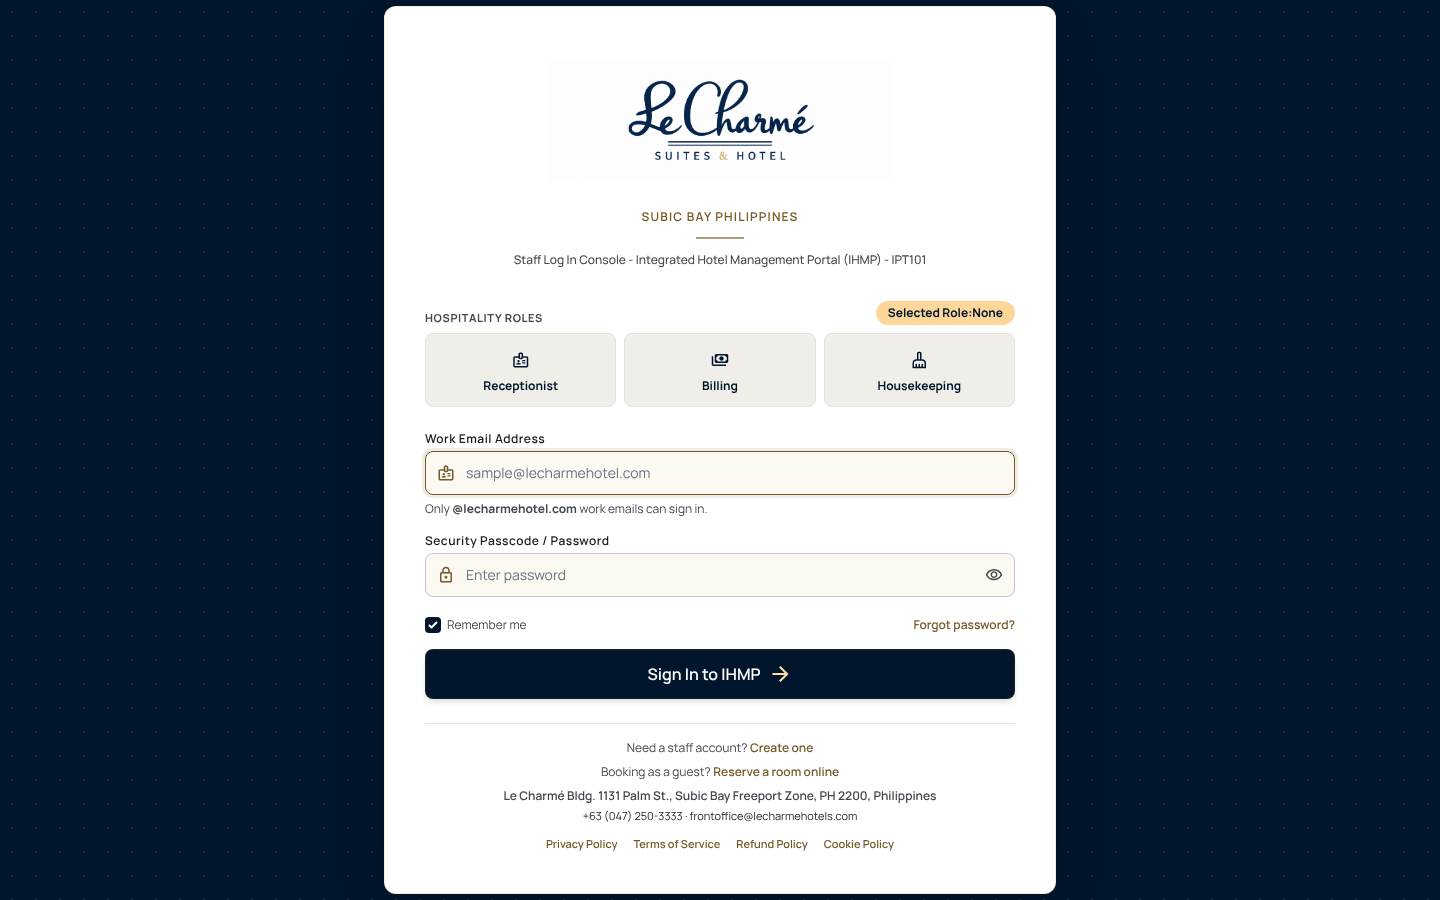 Le Charmé
SUITES & HOTEL
SUBIC BAY PHILIPPINES
Staff Log In Console - Integrated Hotel Management Portal (IHMP) - IPT101
HOSPITALITY ROLES
Selected Role:None
Receptionist
Billing
Housekeeping
Work Email Address
sample@lecharmehotel.com
Only @lecharmehotel.com work emails can sign in.
Security Passcode / Password
Enter password
Remember me
Forgot password?
Sign In to IHMP
Need a staff account? Create one
Booking as a guest? Reserve a room online
Le Charmé Bldg. 1131 Palm St., Subic Bay Freeport Zone, PH 2200, Philippines
+63 (047) 250-3333 · frontoffice@lecharmehotels.com
Privacy Policy
Terms of Service
Refund Policy
Cookie Policy